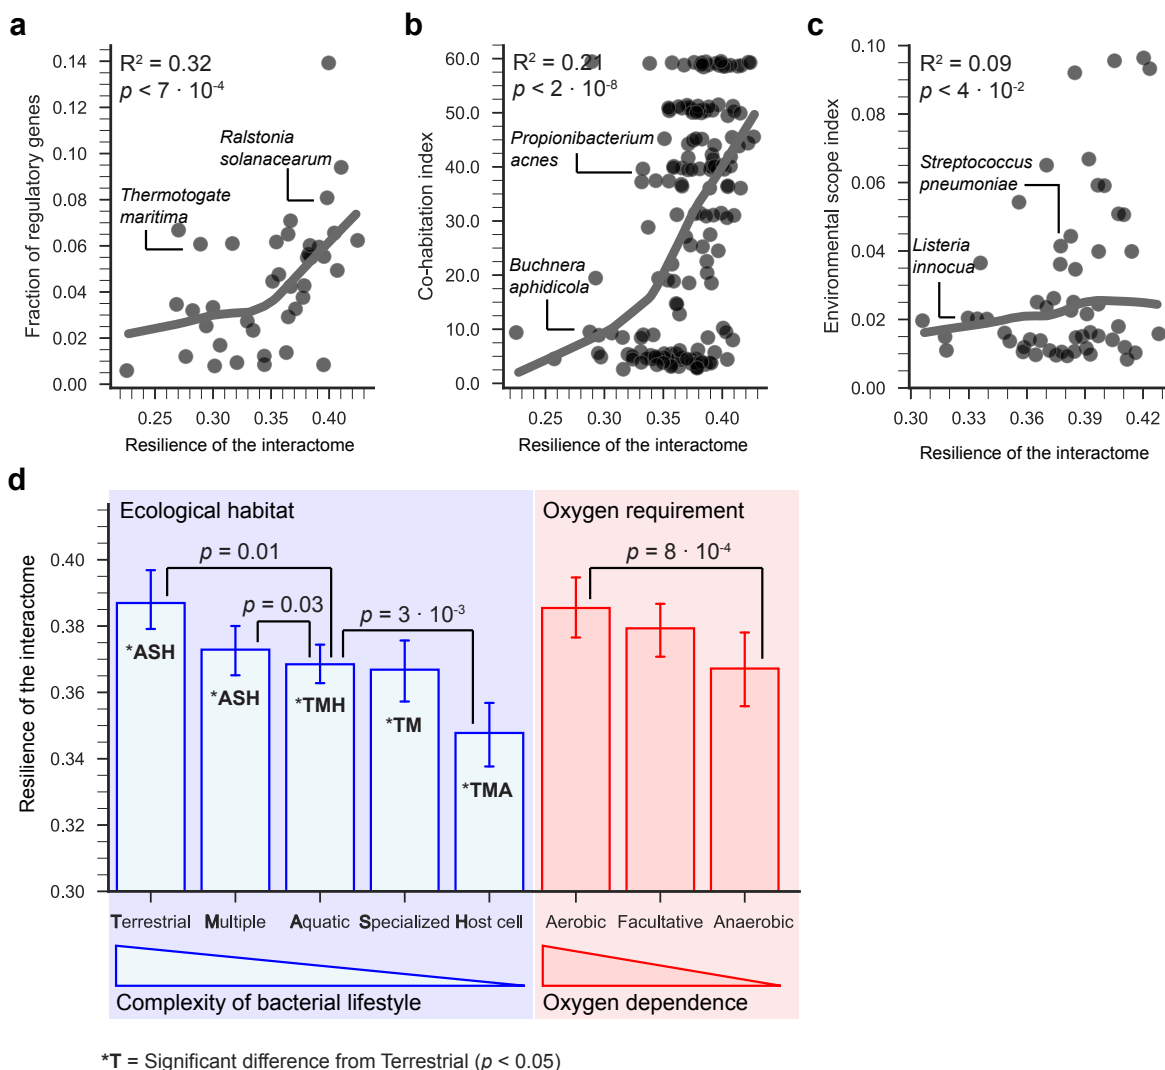 a
R² = 0.32
p < 7 · 10⁻⁴
Ralstonia
solanacearum
Thermotogate
maritima
Fraction of regulatory genes
0.14
0.12
0.10
0.08
0.06
0.04
0.02
0.00
0.25
0.30
0.35
0.40
Resilience of the interactome
b
R² = 0.21
p < 2 · 10⁻⁸
Propionibacterium
acnes
Buchnera
aphidicola
Co-habitation index
60.0
50.0
40.0
30.0
20.0
10.0
0.0
0.25
0.30
0.35
0.40
Resilience of the interactome
c
R² = 0.09
p < 4 · 10⁻²
Streptococcus
pneumoniae
Listeria
innocua
Environmental scope index
0.10
0.08
0.06
0.04
0.02
0.00
0.30
0.33
0.36
0.39
0.42
Resilience of the interactome
d
Ecological habitat
Oxygen requirement
p = 0.01
p = 0.03
p = 3 · 10⁻³
p = 8 · 10⁻⁴
Resilience of the interactome
0.40
0.38
0.36
0.34
0.32
0.30
*ASH
*ASH
*TMH
*TM
*TMA
Terrestrial
Multiple
Aquatic
Specialized
Host cell
Aerobic
Facultative
Anaerobic
Complexity of bacterial lifestyle
Oxygen dependence
*T = Significant difference from Terrestrial (p < 0.05)